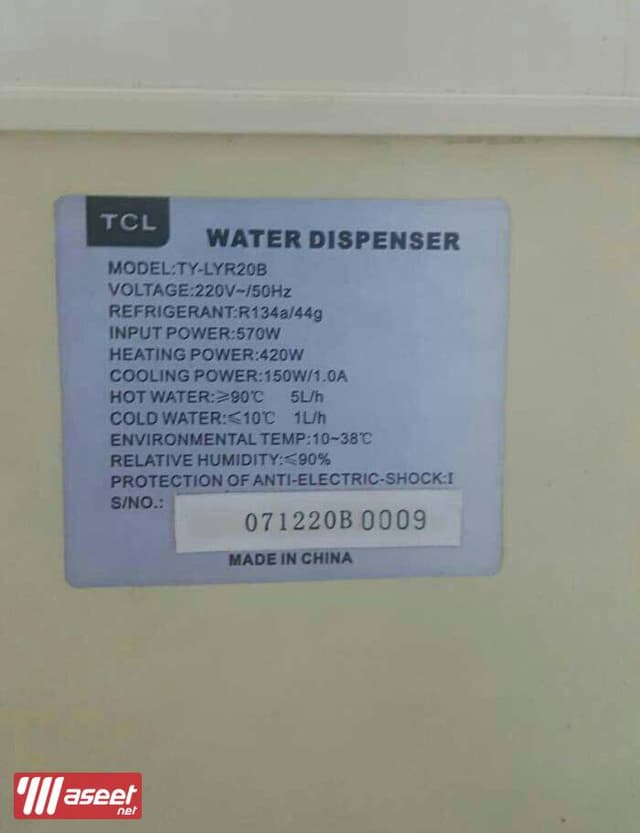 TCL
WATER DISPENSER
MODEL:TY-LYR20B
VOLTAGE:220V~/50Hz
REFRIGERANT:R134a/44g
INPUT POWER:570W
HEATING POWER:420W
COOLING POWER:150W/1.0A
HOT WATER:≥90℃ 5L/h
COLD WATER:≤10℃ 1L/h
ENVIRONMENTAL TEMP:10~38℃
RELATIVE HUMIDITY:≤90%
PROTECTION OF ANTI-ELECTRIC-SHOCK:I
S/NO.:
071220B 0009
MADE IN CHINA
Waseet
net